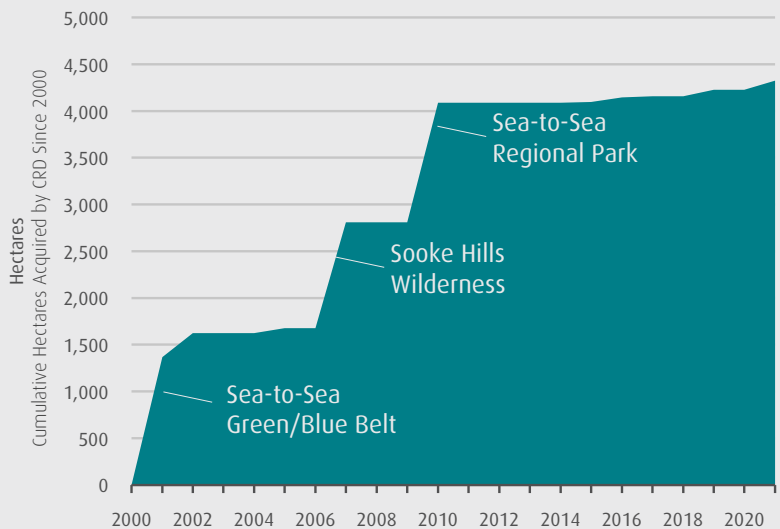 Hectares
Cumulative Hectares Acquired by CRD Since 2000
5,000
4,500
4,000
3,500
3,000
2,500
2,000
1,500
1,000
500
0
Sea-to-Sea
Regional Park
Sooke Hills
Wilderness
Sea-to-Sea
Green/Blue Belt
2000 2002 2004 2006 2008 2010 2012 2014 2016 2018 2020